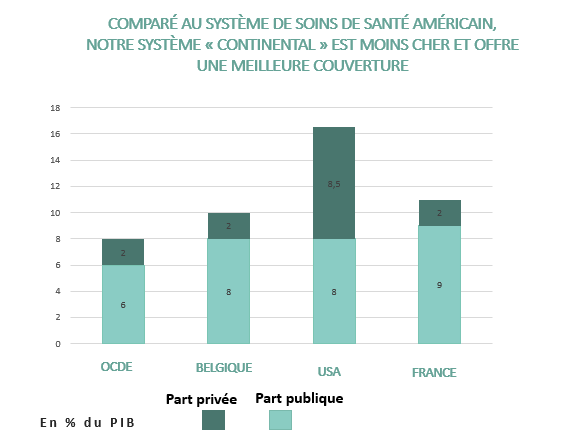 COMPARÉ AU SYSTÈME DE SOINS DE SANTÉ AMÉRICAIN,
NOTRE SYSTÈME « CONTINENTAL » EST MOINS CHER ET OFFRE
UNE MEILLEURE COUVERTURE
18
16
14
12
10
8
6
4
2
0
2
6
2
8
8,5
8
2
9
OCDE
BELGIQUE
USA
FRANCE
Part privée
Part publique
En % du PIB